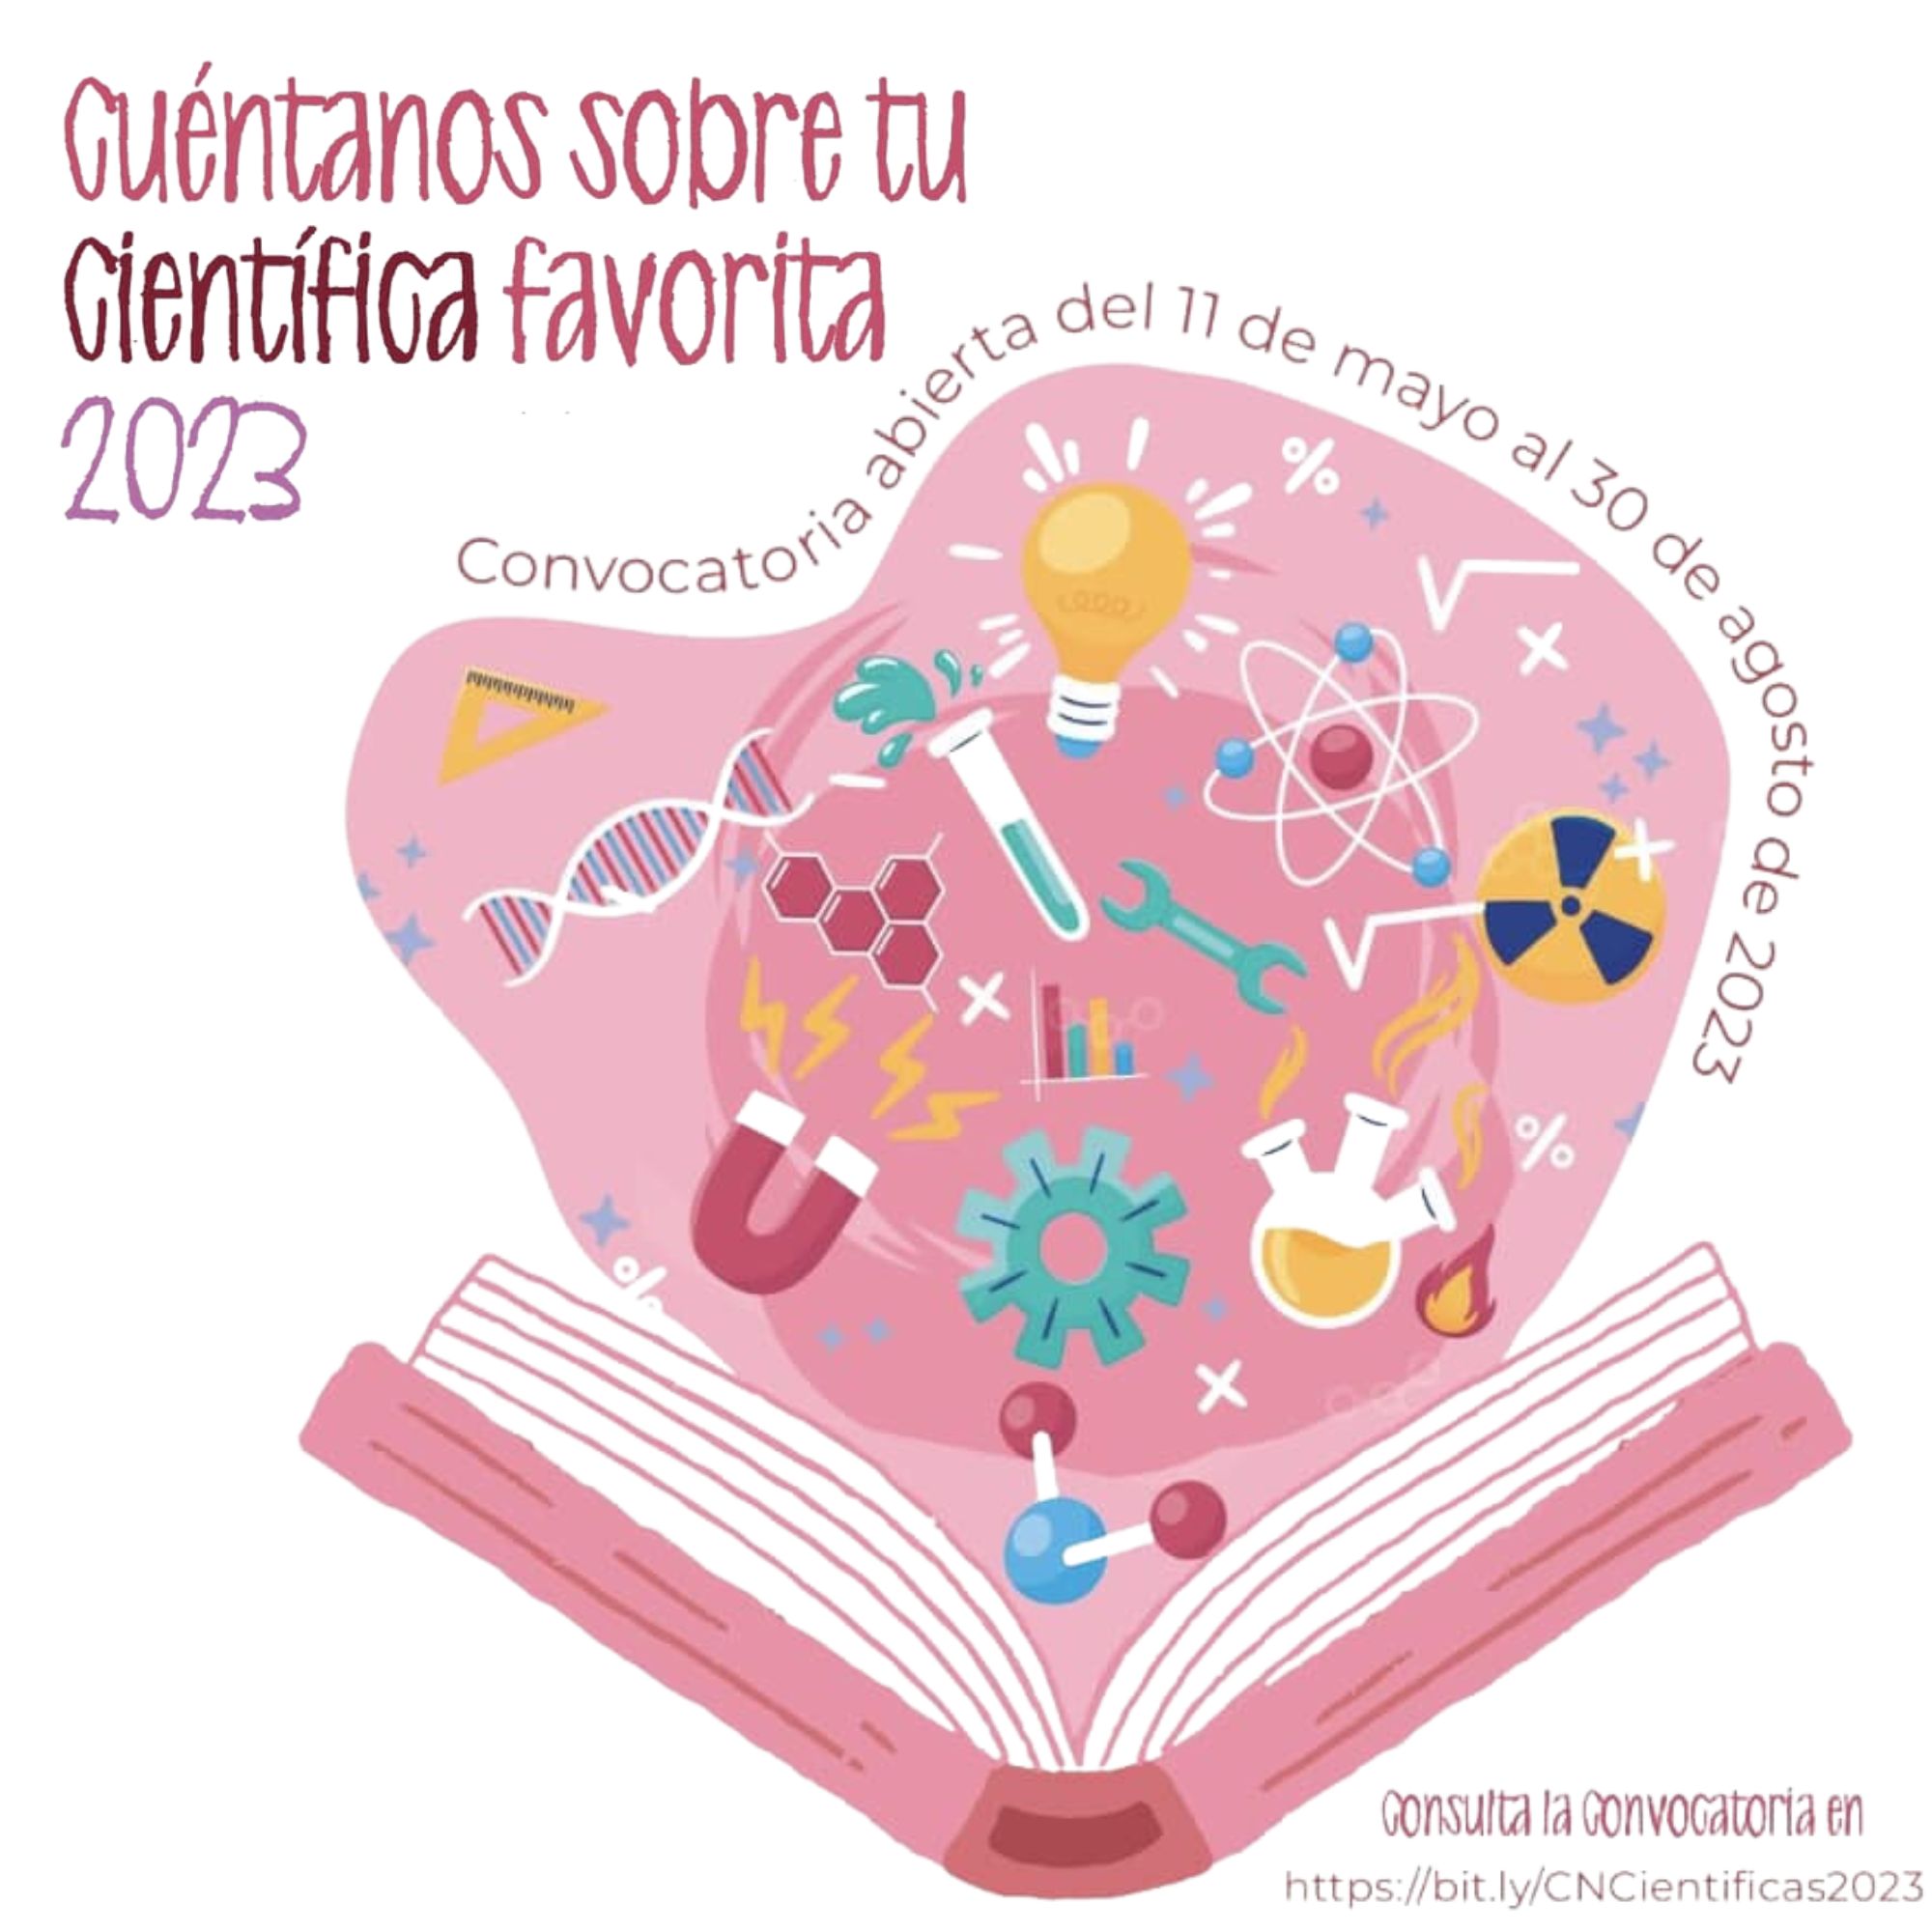 Cuéntanos sobre tu
Científica favorita
2023
Convocatoria abierta del 11 de mayo al 30 de agosto de 2023
Consulta la Convocatoria en
https://bit.ly/CNCientificas2023